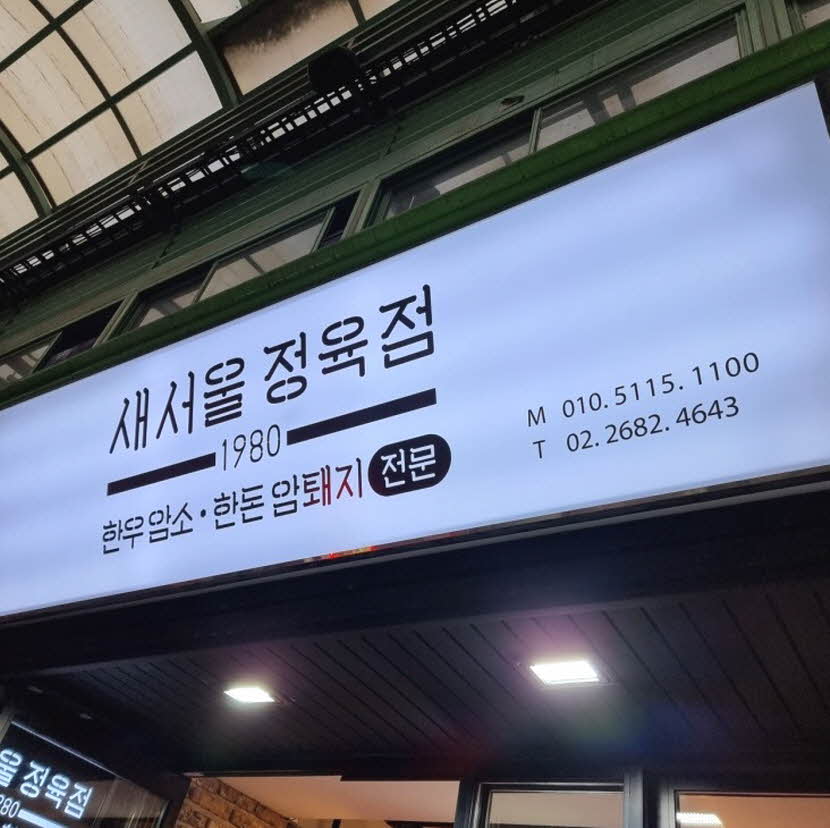 새서울 정육점
1980
한우 암소·한돈 암퇘지 전문
M 010. 5115. 1100
T 02. 2682. 4643
울 정육점
980